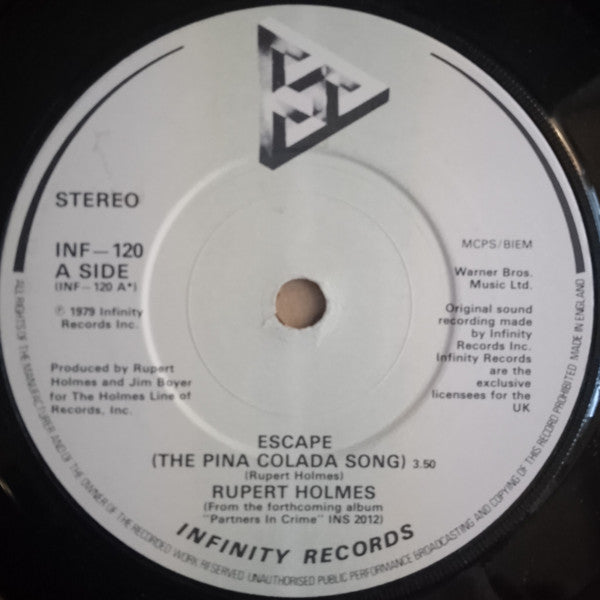 STEREO
INF-120
A SIDE
(INF-120 A*)
℗ 1979 Infinity
Records Inc.
Produced by Rupert
Holmes and Jim Boyer
for The Holmes Line of
Records, Inc.
MCPS/BIEM
Warner Bros.
Music Ltd.
Original sound
recording made
by Infinity
Records Inc.
Infinity Records
are the
exclusive
licensees for the
UK
ESCAPE
(THE PINA COLADA SONG) 3.50
(Rupert Holmes)
RUPERT HOLMES
(From the forthcoming album
"Partners In Crime" INS 2012)
INFINITY RECORDS
ALL RIGHTS OF THE MANUFACTURER AND OF THE OWNER OF THE RECORDED WORK RESERVED UNAUTHORISED PUBLIC PERFORMANCE BROADCASTING AND COPYING OF THIS RECORD PROHIBITED MADE IN ENGLAND